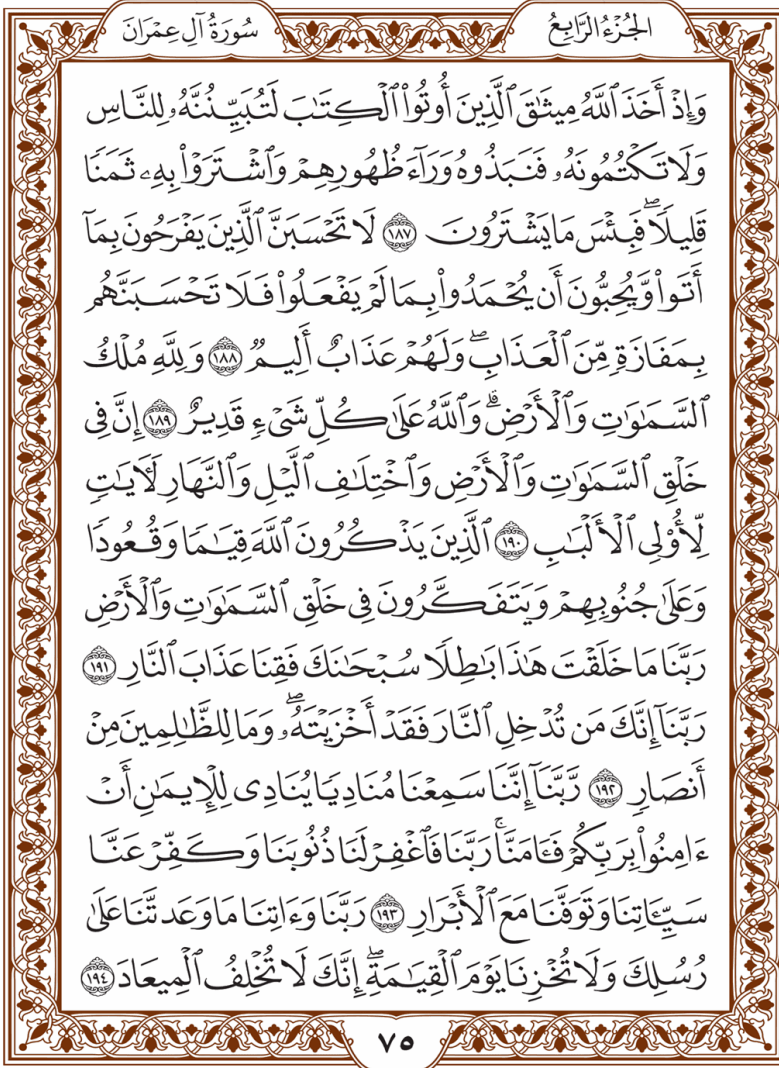 الجُزْءُ الرَّابِعُ
سُورَةُ آلِ عِمْرَانَ
وَإِذْ أَخَذَ ٱللَّهُ مِيثَٰقَ ٱلَّذِينَ أُوتُوا۟ ٱلْكِتَٰبَ لَتُبَيِّنُنَّهُۥ لِلنَّاسِ
وَلَا تَكْتُمُونَهُۥ فَنَبَذُوهُ وَرَآءَ ظُهُورِهِمْ وَٱشْتَرَوْا۟ بِهِۦ ثَمَنًا
قَلِيلًا ۖ فَبِئْسَ مَا يَشْتَرُونَ ١٨٧ لَا تَحْسَبَنَّ ٱلَّذِينَ يَفْرَحُونَ بِمَآ
أَتَوا۟ وَّيُحِبُّونَ أَن يُحْمَدُوا۟ بِمَا لَمْ يَفْعَلُوا۟ فَلَا تَحْسَبَنَّهُم
بِمَفَازَةٍ مِّنَ ٱلْعَذَابِ ۖ وَلَهُمْ عَذَابٌ أَلِيمٌ ١٨٨ وَلِلَّهِ مُلْكُ
ٱلسَّمَٰوَٰتِ وَٱلْأَرْضِ ۗ وَٱللَّهُ عَلَىٰ كُلِّ شَىْءٍ قَدِيرٌ ١٨٩ إِنَّ فِى
خَلْقِ ٱلسَّمَٰوَٰتِ وَٱلْأَرْضِ وَٱخْتِلَٰفِ ٱلَّيْلِ وَٱلنَّهَارِ لَـَٔايَٰتٍ
لِّأُو۟لِى ٱلْأَلْبَٰبِ ١٩٠ ٱلَّذِينَ يَذْكُرُونَ ٱللَّهَ قِيَٰمًا وَقُعُودًا
وَعَلَىٰ جُنُوبِهِمْ وَيَتَفَكَّرُونَ فِى خَلْقِ ٱلسَّمَٰوَٰتِ وَٱلْأَرْضِ
رَبَّنَا مَا خَلَقْتَ هَٰذَا بَٰطِلًا سُبْحَٰنَكَ فَقِنَا عَذَابَ ٱلنَّارِ ١٩١
رَبَّنَآ إِنَّكَ مَن تُدْخِلِ ٱلنَّارَ فَقَدْ أَخْزَيْتَهُۥ ۖ وَمَا لِلظَّٰلِمِينَ مِنْ
أَنصَارٍ ١٩٢ رَّبَّنَآ إِنَّنَا سَمِعْنَا مُنَادِيًا يُنَادِى لِلْإِيمَٰنِ أَنْ
ءَامِنُوا۟ بِرَبِّكُمْ فَـَٔامَنَّا ۚ رَبَّنَا فَٱغْفِرْ لَنَا ذُنُوبَنَا وَكَفِّرْ عَنَّا
سَيِّـَٔاتِنَا وَتَوَفَّنَا مَعَ ٱلْأَبْرَارِ ١٩٣ رَبَّنَا وَءَاتِنَا مَا وَعَدتَّنَا عَلَىٰ
رُسُلِكَ وَلَا تُخْزِنَا يَوْمَ ٱلْقِيَٰمَةِ ۖ إِنَّكَ لَا تُخْلِفُ ٱلْمِيعَادَ ١٩٤
٧٥